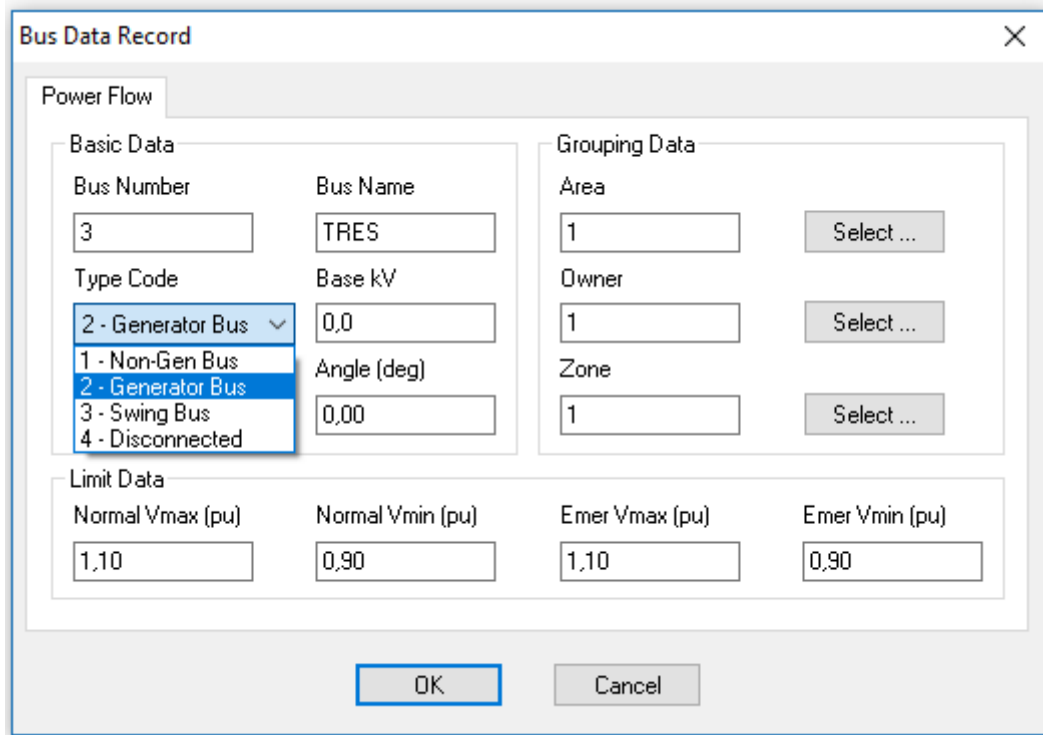 Bus Data Record
Power Flow
Basic Data
Bus Number
Bus Name
3
TRES
Type Code
Base kV
2 - Generator Bus
0,0
1 - Non-Gen Bus
2 - Generator Bus
3 - Swing Bus
4 - Disconnected
Angle (deg)
0,00
Grouping Data
Area
1
Select ...
Owner
1
Select ...
Zone
1
Select ...
Limit Data
Normal Vmax (pu)
Normal Vmin (pu)
Emer Vmax (pu)
Emer Vmin (pu)
1,10
0,90
1,10
0,90
OK
Cancel